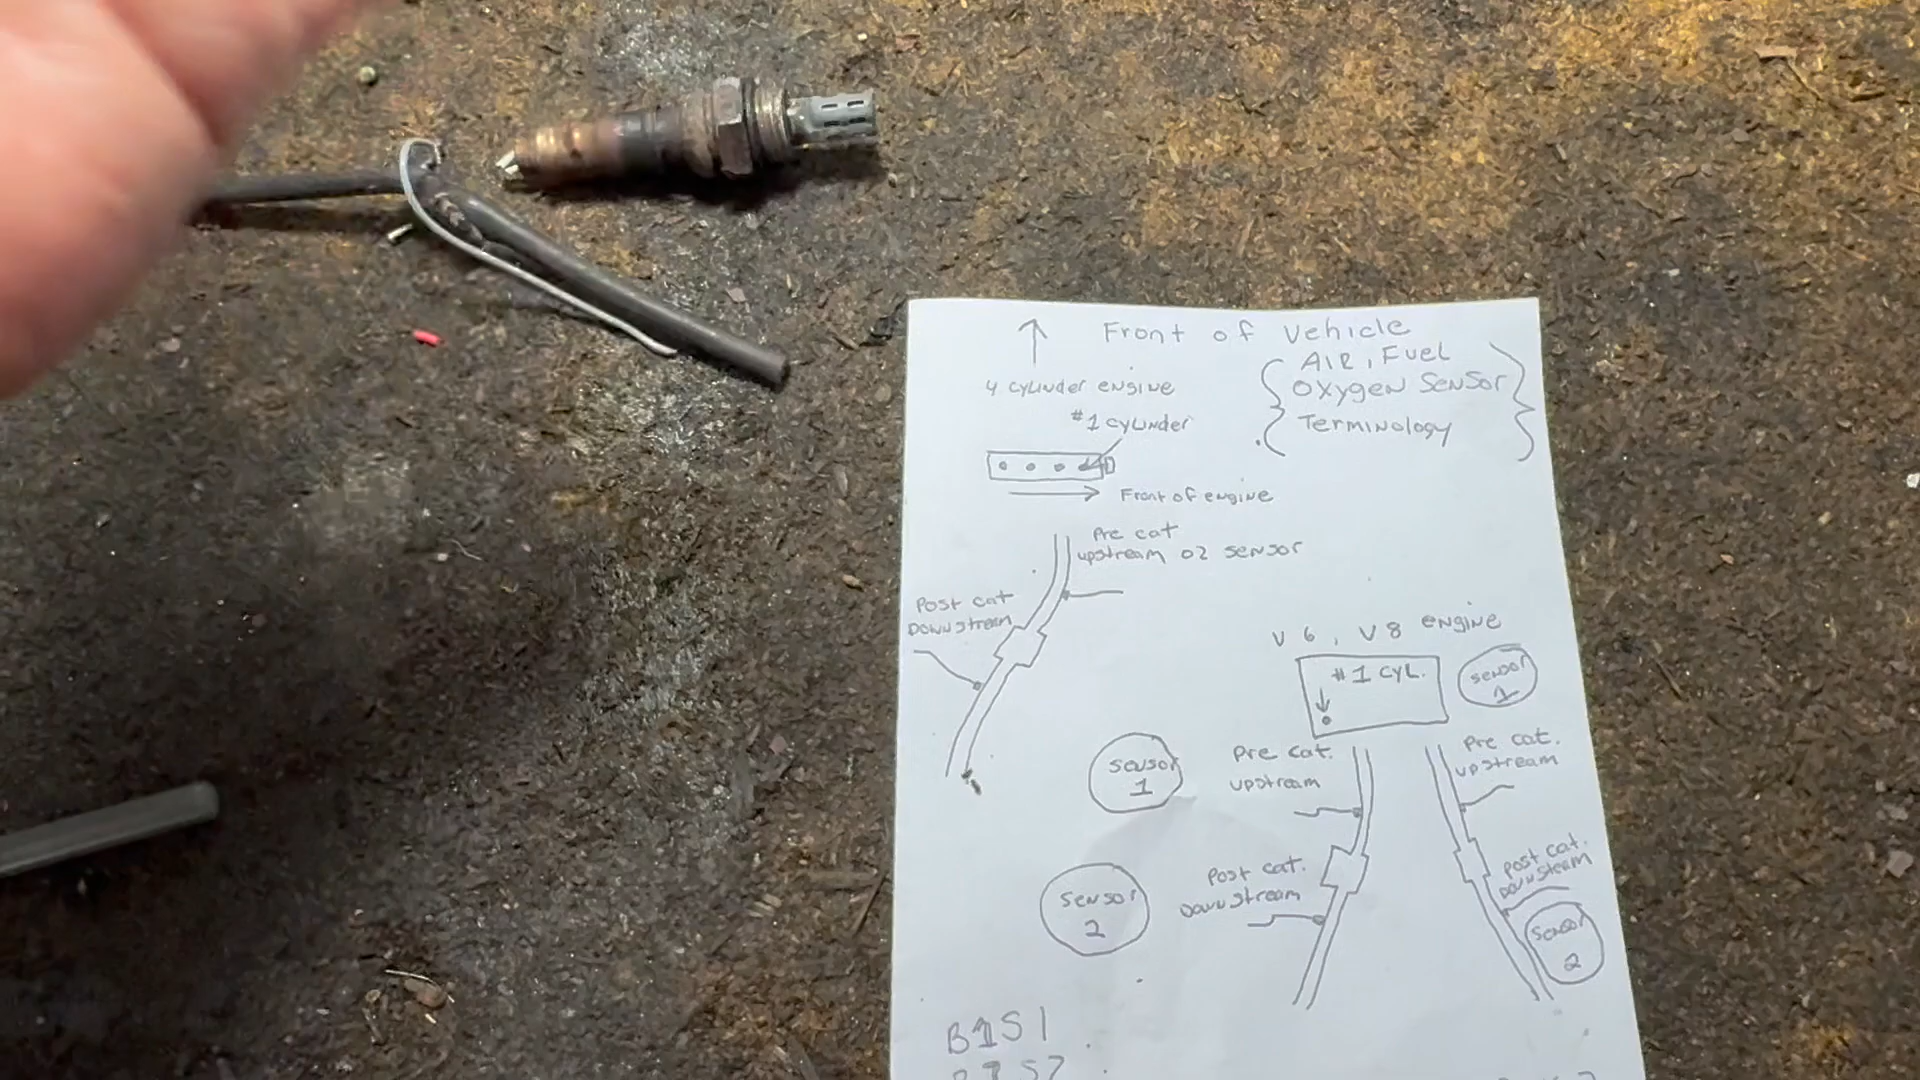 Front of vehicle
AIR, Fuel
Oxygen Sensor
Terminology
4 cylinder engine
#1 cylinder
Front of engine
Pre cat
upstream O2 sensor
Post cat
Downstream
V6, V8 engine
#1 CYL.
Sensor
1
Pre cat.
upstream
Sensor
1
Pre cat.
upstream
Post cat.
Downstream
Sensor
2
Post cat.
Downsteam
Sensor
2
B1S1